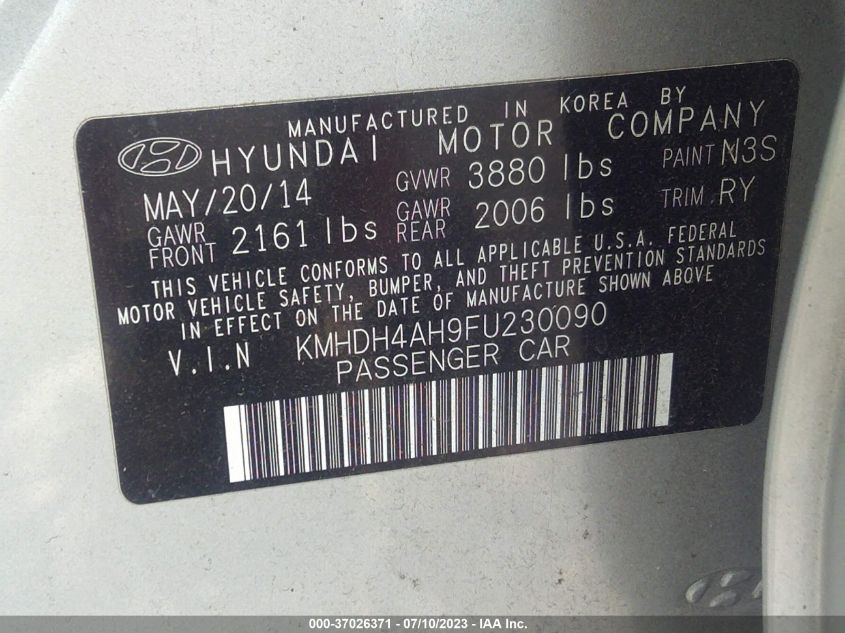 MANUFACTURED IN KOREA BY
HYUNDAI MOTOR COMPANY
MAY/20/14 GVWR 3880 lbs PAINT N3S
GAWR FRONT 2161 lbs GAWR REAR 2006 lbs TRIM RY
THIS VEHICLE CONFORMS TO ALL APPLICABLE U.S.A. FEDERAL
MOTOR VEHICLE SAFETY, BUMPER, AND THEFT PREVENTION STANDARDS
IN EFFECT ON THE DATE OF MANUFACTURE SHOWN ABOVE
V.I.N KMHDH4AH9FU230090
PASSENGER CAR
000-37026371 - 07/10/2023 - IAA Inc.